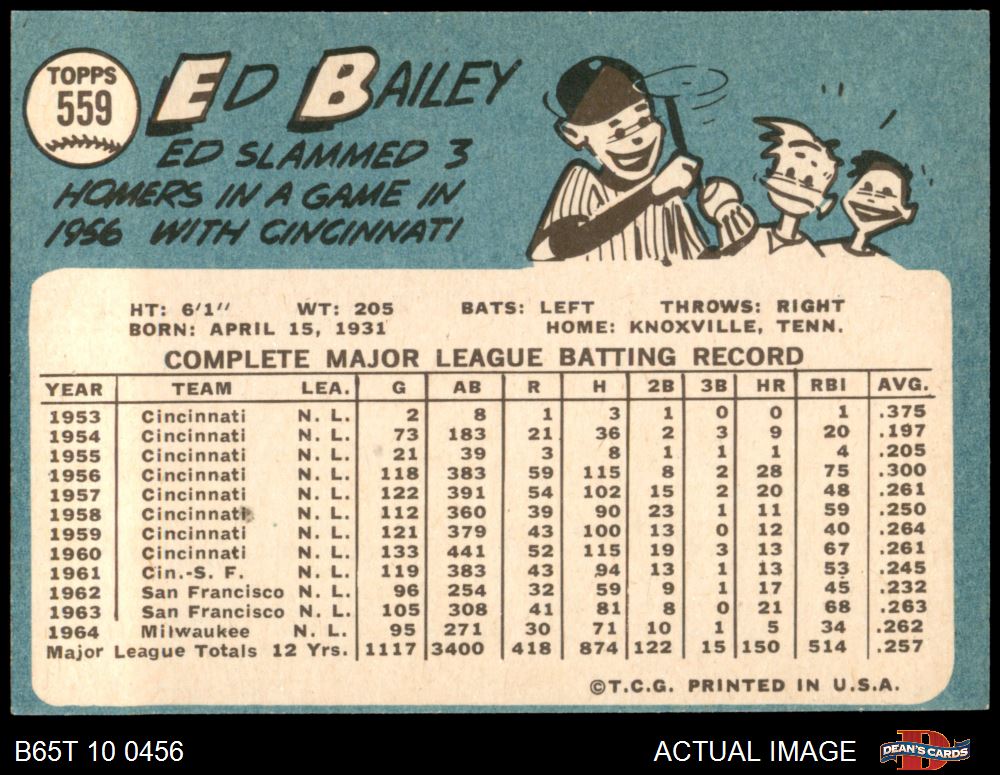 TOPPS
559
ED BAILEY
ED SLAMMED 3
HOMERS IN A GAME IN
1956 WITH CINCINNATI
HT: 6'1" WT: 205 BATS: LEFT THROWS: RIGHT
BORN: APRIL 15, 1931 HOME: KNOXVILLE, TENN.
COMPLETE MAJOR LEAGUE BATTING RECORD
YEAR TEAM LEA. G AB R H 2B 3B HR RBI AVG.
1953 Cincinnati N. L. 2 8 1 3 1 0 0 1 .375
1954 Cincinnati N. L. 73 183 21 36 2 3 9 20 .197
1955 Cincinnati N. L. 21 39 3 8 1 1 1 4 .205
1956 Cincinnati N. L. 118 383 59 115 8 2 28 75 .300
1957 Cincinnati N. L. 122 391 54 102 15 2 20 48 .261
1958 Cincinnati N. L. 112 360 39 90 23 1 11 59 .250
1959 Cincinnati N. L. 121 379 43 100 13 0 12 40 .264
1960 Cincinnati N. L. 133 441 52 115 19 3 13 67 .261
1961 Cin.-S. F. N. L. 119 383 43 94 13 1 13 53 .245
1962 San Francisco N. L. 96 254 32 59 9 1 17 45 .232
1963 San Francisco N. L. 105 308 41 81 8 0 21 68 .263
1964 Milwaukee N. L. 95 271 30 71 10 1 5 34 .262
Major League Totals 12 Yrs. 1117 3400 418 874 122 15 150 514 .257
©T.C.G. PRINTED IN U.S.A.
B65T 10 0456 ACTUAL IMAGE
D
DEAN'S CARDS